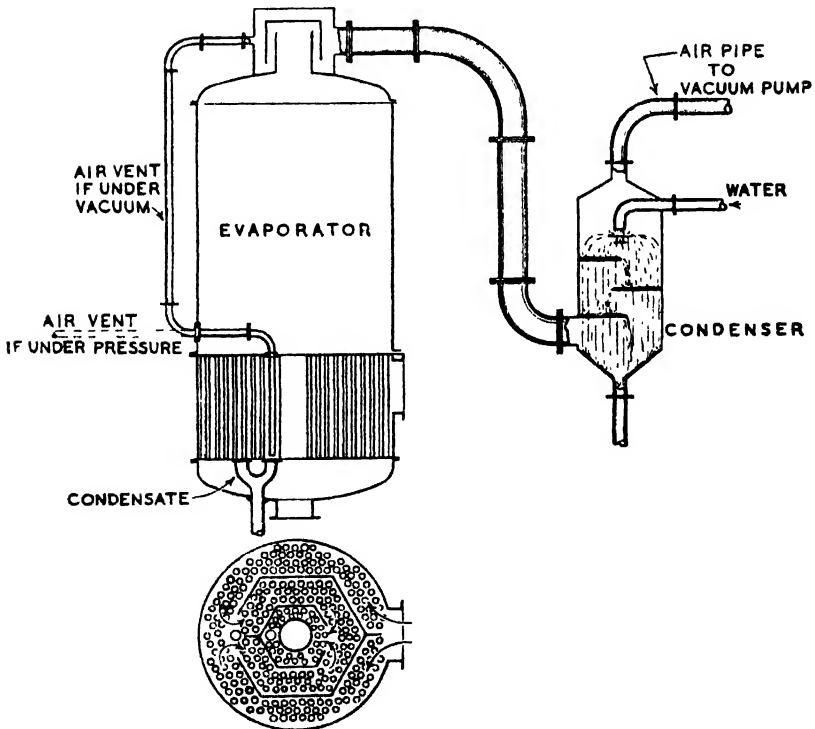 AIR PIPE
TO
VACUUM PUMP
AIR VENT
IF UNDER
VACUUM
WATER
EVAPORATOR
AIR VENT
IF UNDER PRESSURE
CONDENSER
CONDENSATE